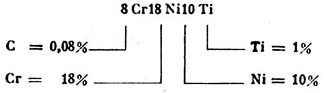 8 Cr18 Ni10 Ti
C = 0,08% Ti = 1%
Cr = 18% Ni = 10%